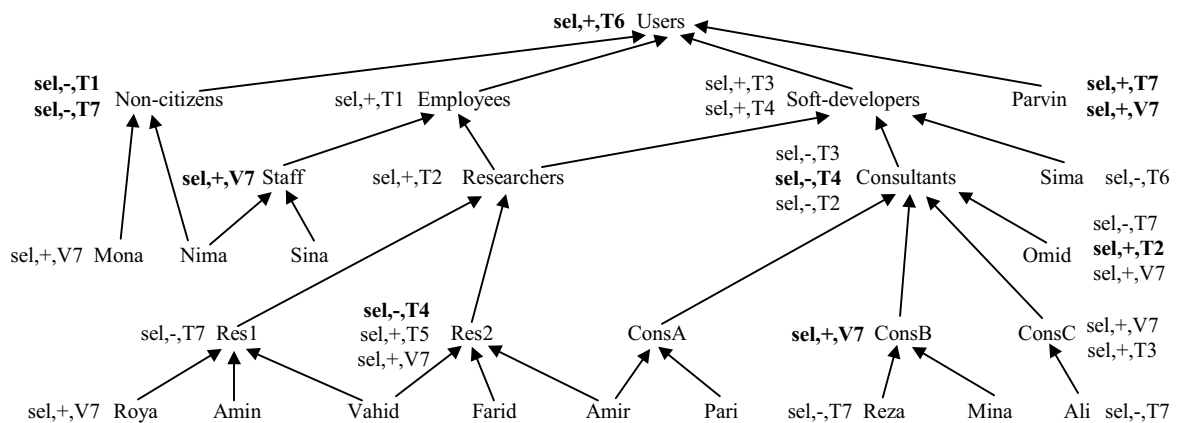 sel,+,T6 Users
sel,-,T1
sel,-,T7
Non-citizens
sel,+,T1 Employees
sel,+,T3
sel,+,T4
Soft-developers
Parvin
sel,+,T7
sel,+,V7
sel,+,V7 Staff
sel,+,T2 Researchers
sel,-,T3
sel,-,T4
sel,-,T2
Consultants
Sima sel,-,T6
sel,+,V7 Mona
Nima
Sina
Omid
sel,-,T7
sel,+,T2
sel,+,V7
sel,-,T7 Res1
sel,-,T4
sel,+,T5
sel,+,V7
Res2
ConsA
sel,+,V7 ConsB
ConsC
sel,+,V7
sel,+,T3
sel,+,V7 Roya
Amin
Vahid
Farid
Amir
Pari
sel,-,T7 Reza
Mina
Ali sel,-,T7